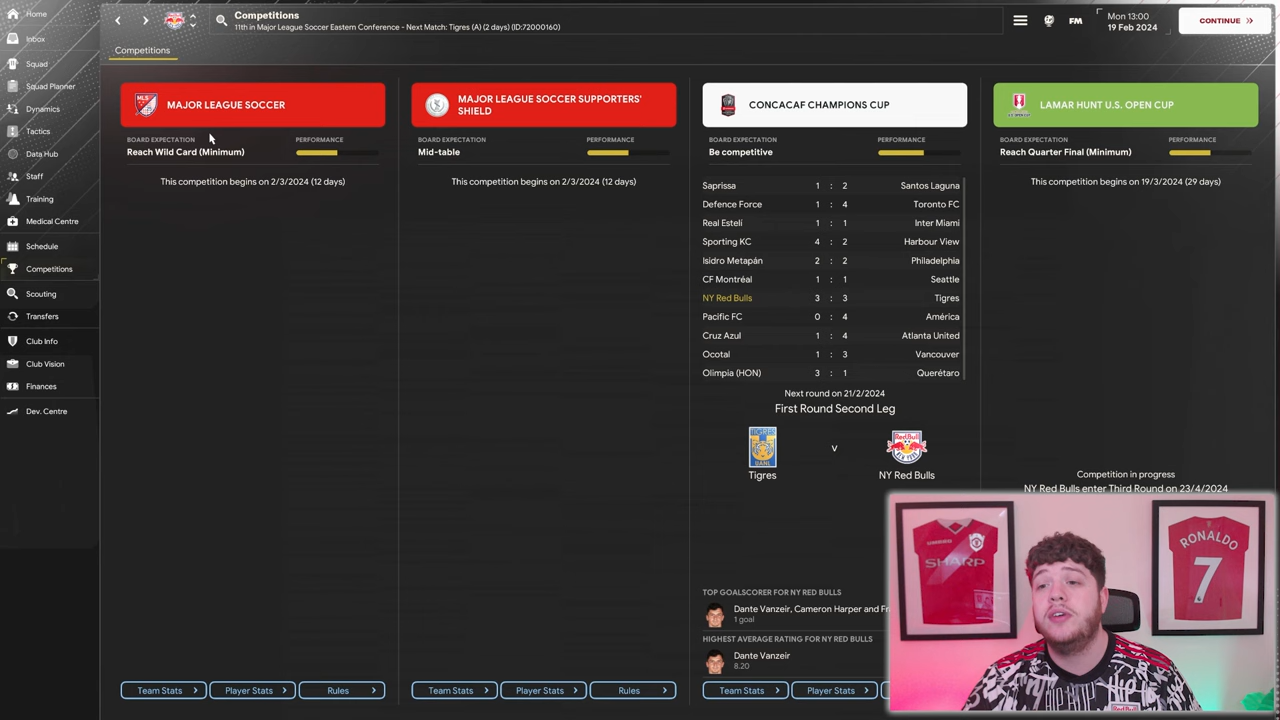 Home
Inbox
Squad
Squad Planner
Dynamics
Tactics
Data Hub
Staff
Training
Medical Centre
Schedule
Competitions
Scouting
Transfers
Club Info
Club Vision
Finances
Dev. Centre
Competitions
11th in Major League Soccer Eastern Conference - Next Match: Tigres (A) (2 days) (ID:72000160)
FM
Mon 13:00
19 Feb 2024
CONTINUE
Competitions
MAJOR LEAGUE SOCCER
BOARD EXPECTATION PERFORMANCE
Reach Wild Card (Minimum)
This competition begins on 2/3/2024 (12 days)
Team Stats
Player Stats
Rules
MAJOR LEAGUE SOCCER SUPPORTERS'
SHIELD
BOARD EXPECTATION PERFORMANCE
Mid-table
This competition begins on 2/3/2024 (12 days)
Team Stats
Player Stats
Rules
CONCACAF CHAMPIONS CUP
BOARD EXPECTATION PERFORMANCE
Be competitive
Saprissa 1 : 2 Santos Laguna
Defence Force 1 : 4 Toronto FC
Real Estelí 1 : 1 Inter Miami
Sporting KC 4 : 2 Harbour View
Isidro Metapán 2 : 2 Philadelphia
CF Montréal 1 : 1 Seattle
NY Red Bulls 3 : 3 Tigres
Pacific FC 0 : 4 América
Cruz Azul 1 : 4 Atlanta United
Ocotal 1 : 3 Vancouver
Olimpia (HON) 3 : 1 Querétaro
Next round on 21/2/2024
First Round Second Leg
Tigres v NY Red Bulls
TOP GOALSCORER FOR NY RED BULLS
Dante Vanzeir, Cameron Harper and
1 goal
HIGHEST AVERAGE RATING FOR NY RED BULLS
Dante Vanzeir
8.20
Team Stats
Player Stats
LAMAR HUNT U.S. OPEN CUP
BOARD EXPECTATION PERFORMANCE
Reach Quarter Final (Minimum)
This competition begins on 19/3/2024 (29 days)
Competition in progress
NY Red Bulls enter Third Round on 23/4/2024
SHARP
RONALDO
7